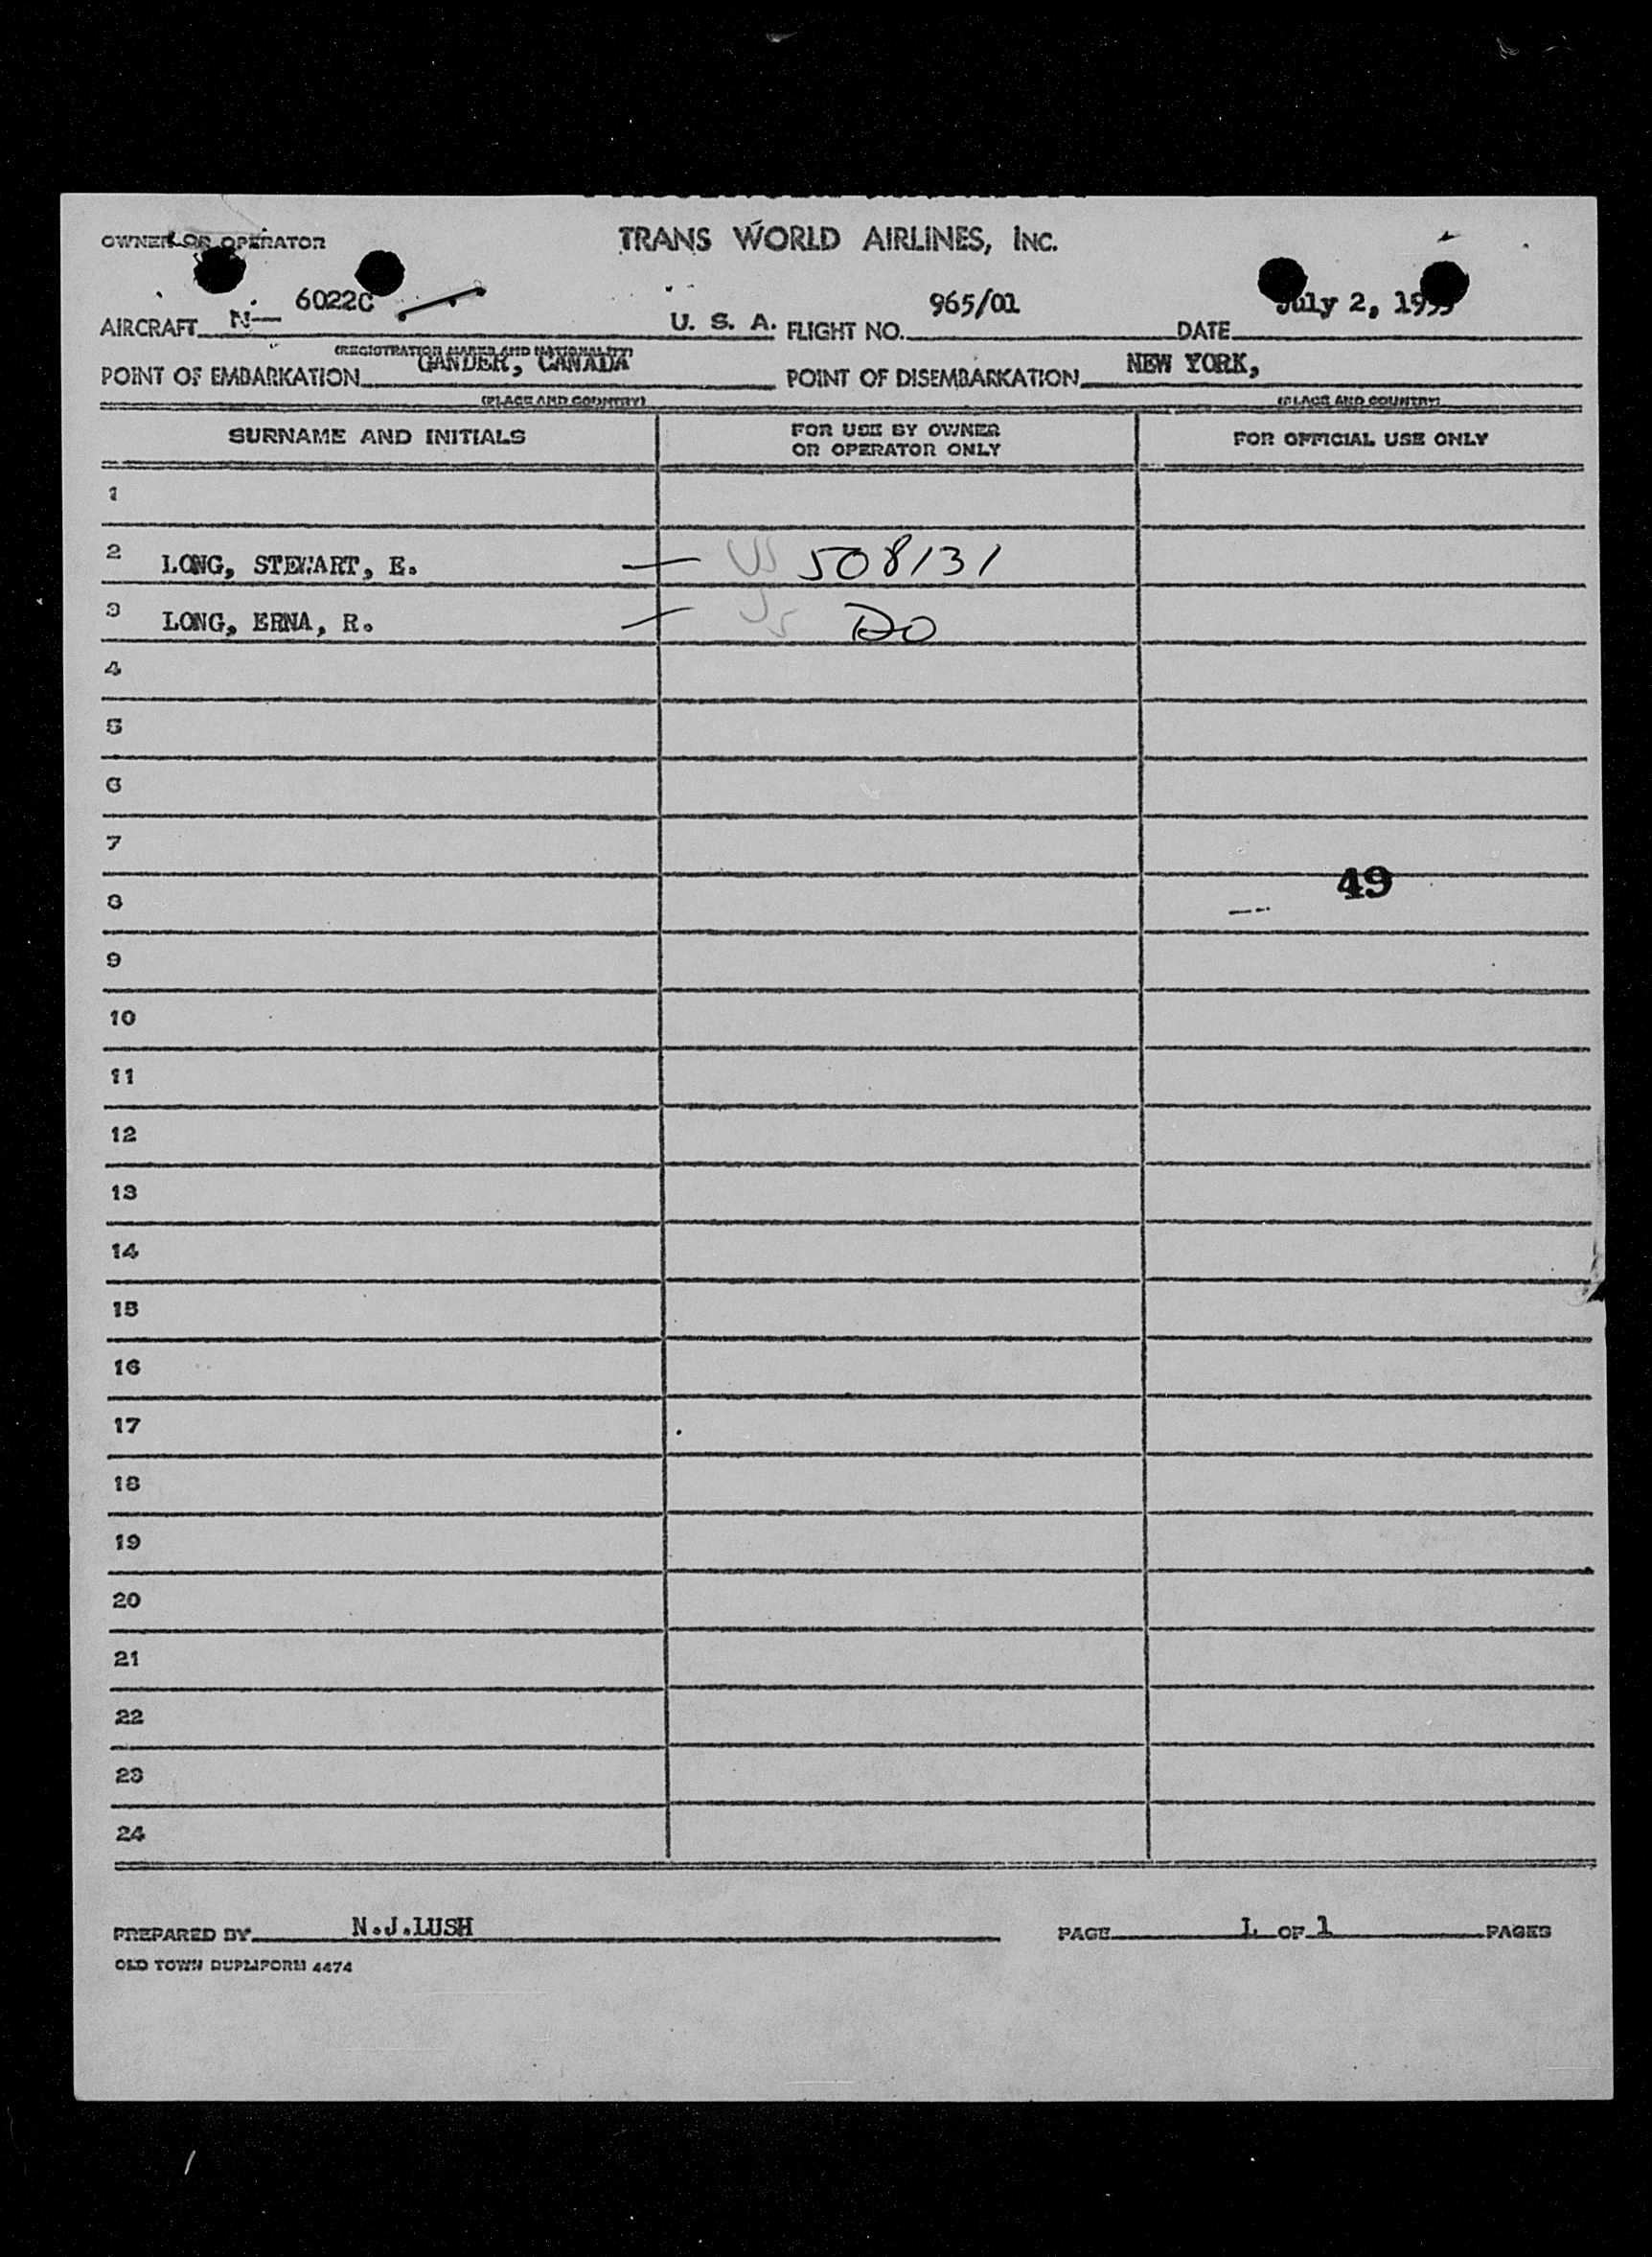 OWNER OR OPERATOR TRANS WORLD AIRLINES, INC.
AIRCRAFT N— 6022C U. S. A. FLIGHT NO. 965/01 DATE July 2, 1955
(REGISTRATION MARKS AND NATIONALITY)
POINT OF EMBARKATION GANDER, CANADA POINT OF DISEMBARKATION NEW YORK,
(PLACE AND COUNTRY) (PLACE AND COUNTRY)
SURNAME AND INITIALS FOR USE BY OWNER OR OPERATOR ONLY FOR OFFICIAL USE ONLY
1
2 LONG, STEWART, E. — US 508131
3 LONG, ERNA, R. — US DO
4
5
6
7
49
8
9
10
11
12
13
14
15
16
17
18
19
20
21
22
23
24
PREPARED BY N.J.LUSH PAGE 1 OF 1 PAGES
OLD TOWN DUPLIFORM 4474